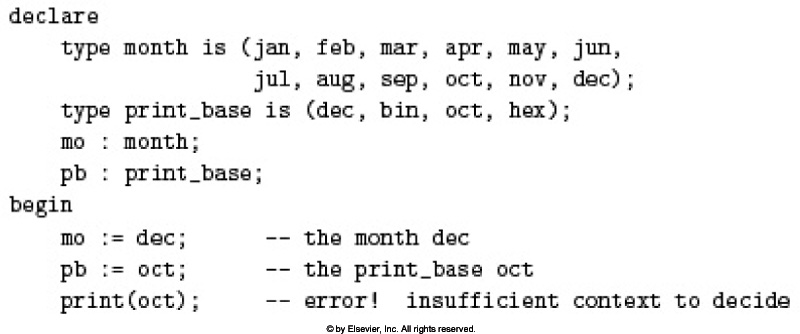 declare
    type month is (jan, feb, mar, apr, may, jun,
                   jul, aug, sep, oct, nov, dec);
    type print_base is (dec, bin, oct, hex);
    mo : month;
    pb : print_base;
begin
    mo := dec;      -- the month dec
    pb := oct;      -- the print_base oct
    print(oct);     -- error!  insufficient context to decide
© by Elsevier, Inc. All rights reserved.